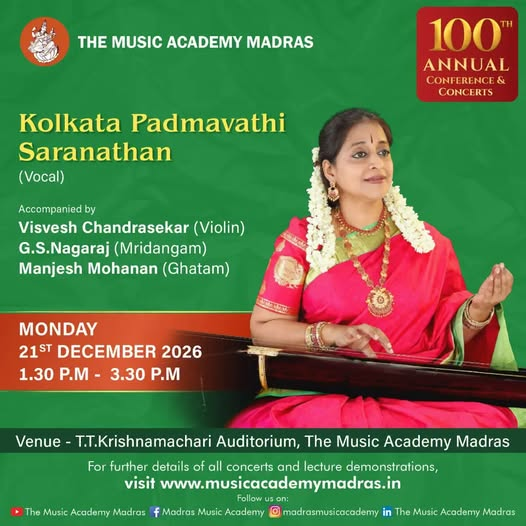 THE MUSIC ACADEMY MADRAS
100TH
ANNUAL
CONFERENCE &
CONCERTS
Kolkata Padmavathi
Saranathan
(Vocal)
Accompanied by
Visvesh Chandrasekar (Violin)
G.S.Nagaraj (Mridangam)
Manjesh Mohanan (Ghatam)
MONDAY
21ST DECEMBER 2026
1.30 P.M - 3.30 P.M
Venue - T.T.Krishnamachari Auditorium, The Music Academy Madras
For further details of all concerts and lecture demonstrations,
visit www.musicacademymadras.in
Follow us on:
The Music Academy Madras Madras Music Academy madrasmusicacademy in The Music Academy Madras